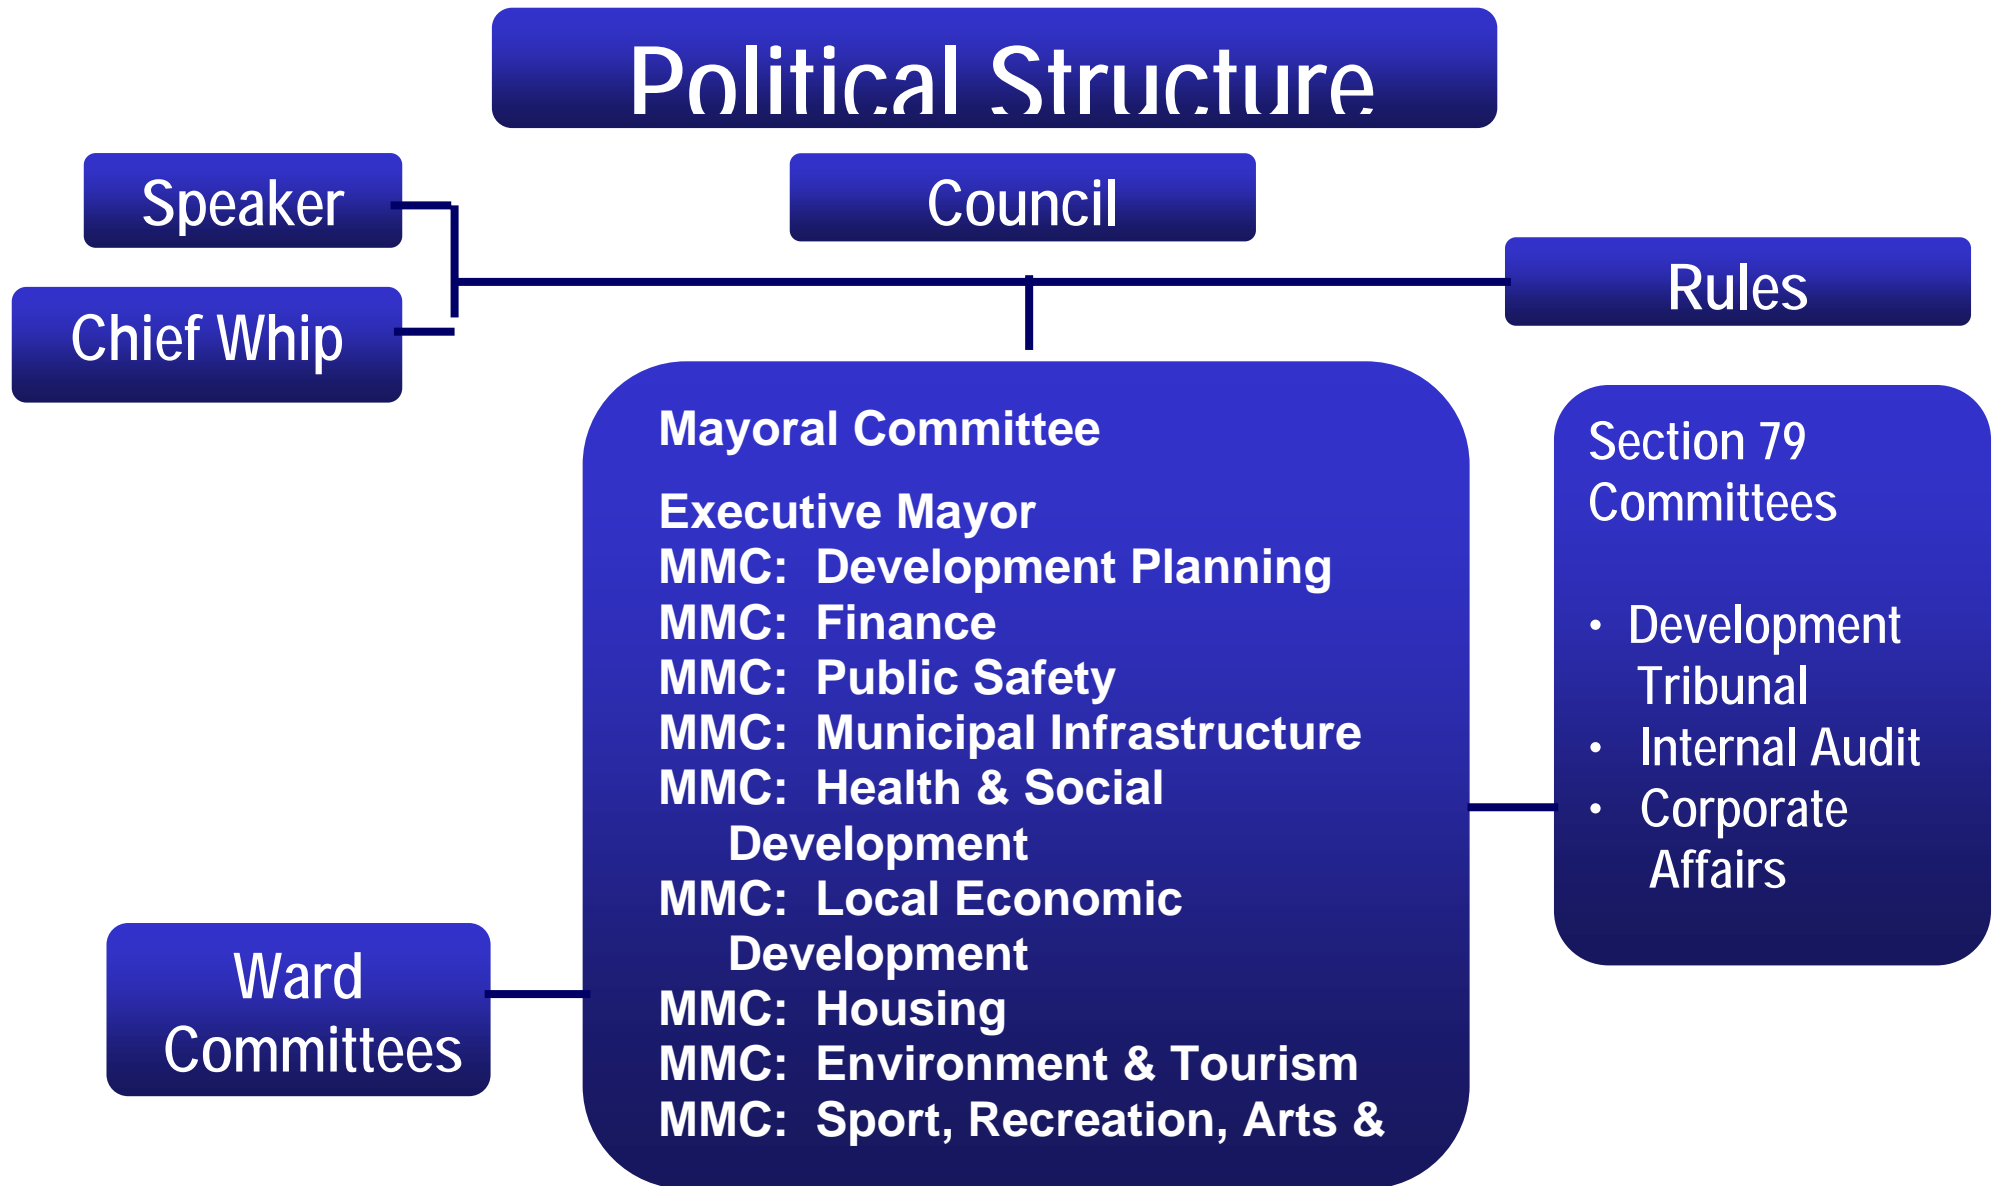 Political Structure
Speaker
Council
Chief Whip
Rules
Mayoral Committee
Executive Mayor
MMC: Development Planning
MMC: Finance
MMC: Public Safety
MMC: Municipal Infrastructure
MMC: Health & Social
Development
MMC: Local Economic
Development
MMC: Housing
MMC: Environment & Tourism
MMC: Sport, Recreation, Arts &
Section 79
Committees
• Development
Tribunal
• Internal Audit
• Corporate
Affairs
Ward
Committees